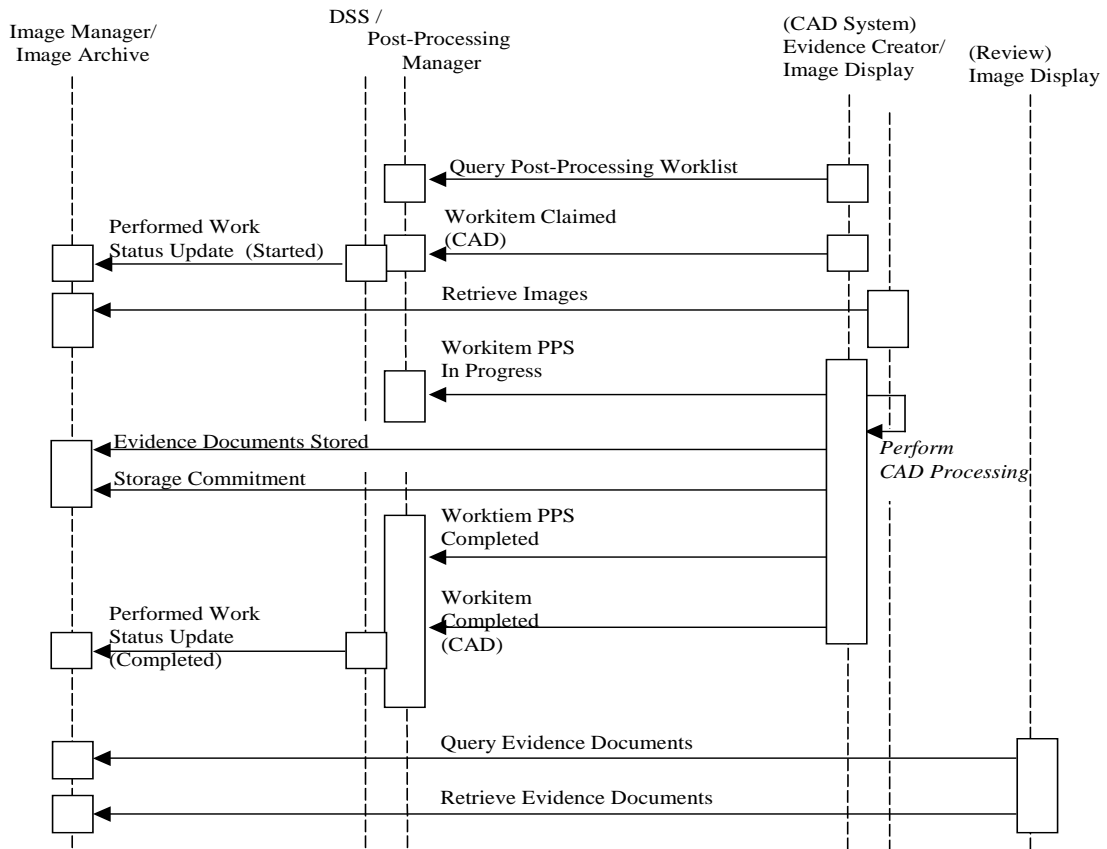 Image Manager/
Image Archive
DSS /
Post-Processing
Manager
(CAD System)
Evidence Creator/
Image Display
(Review)
Image Display
Query Post-Processing Worklist
Performed Work
Status Update (Started)
Workitem Claimed
(CAD)
Retrieve Images
Workitem PPS
In Progress
Evidence Documents Stored
Perform
CAD Processing
Storage Commitment
Worktiem PPS
Completed
Performed Work
Status Update
(Completed)
Workitem
Completed
(CAD)
Query Evidence Documents
Retrieve Evidence Documents